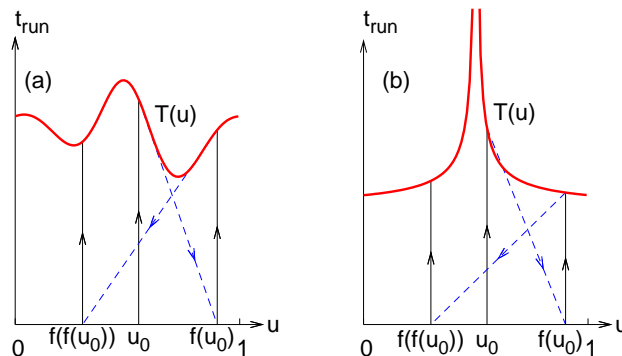 t_run
(a)
T(u)
0 f(f(u_0)) u_0 f(u_0) 1 u
t_run
(b)
T(u)
0 f(f(u_0)) u_0 f(u_0) 1 u